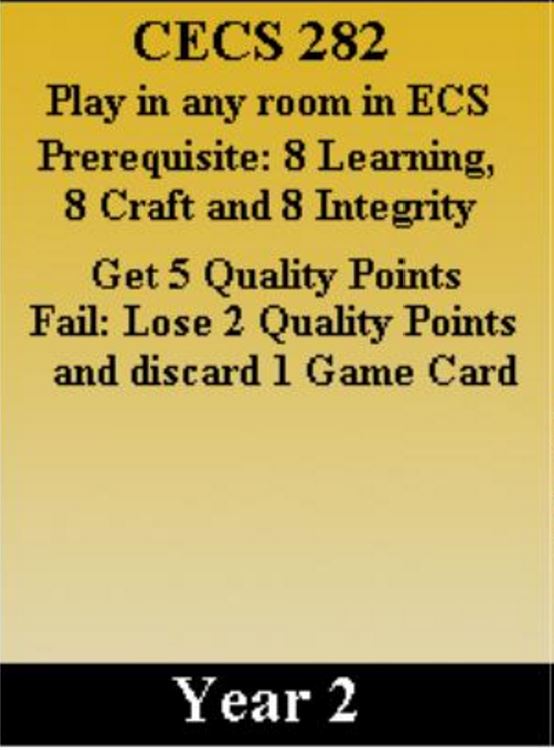 CECS 282
Play in any room in ECS
Prerequisite: 8 Learning,
8 Craft and 8 Integrity
Get 5 Quality Points
Fail: Lose 2 Quality Points
and discard 1 Game Card
Year 2